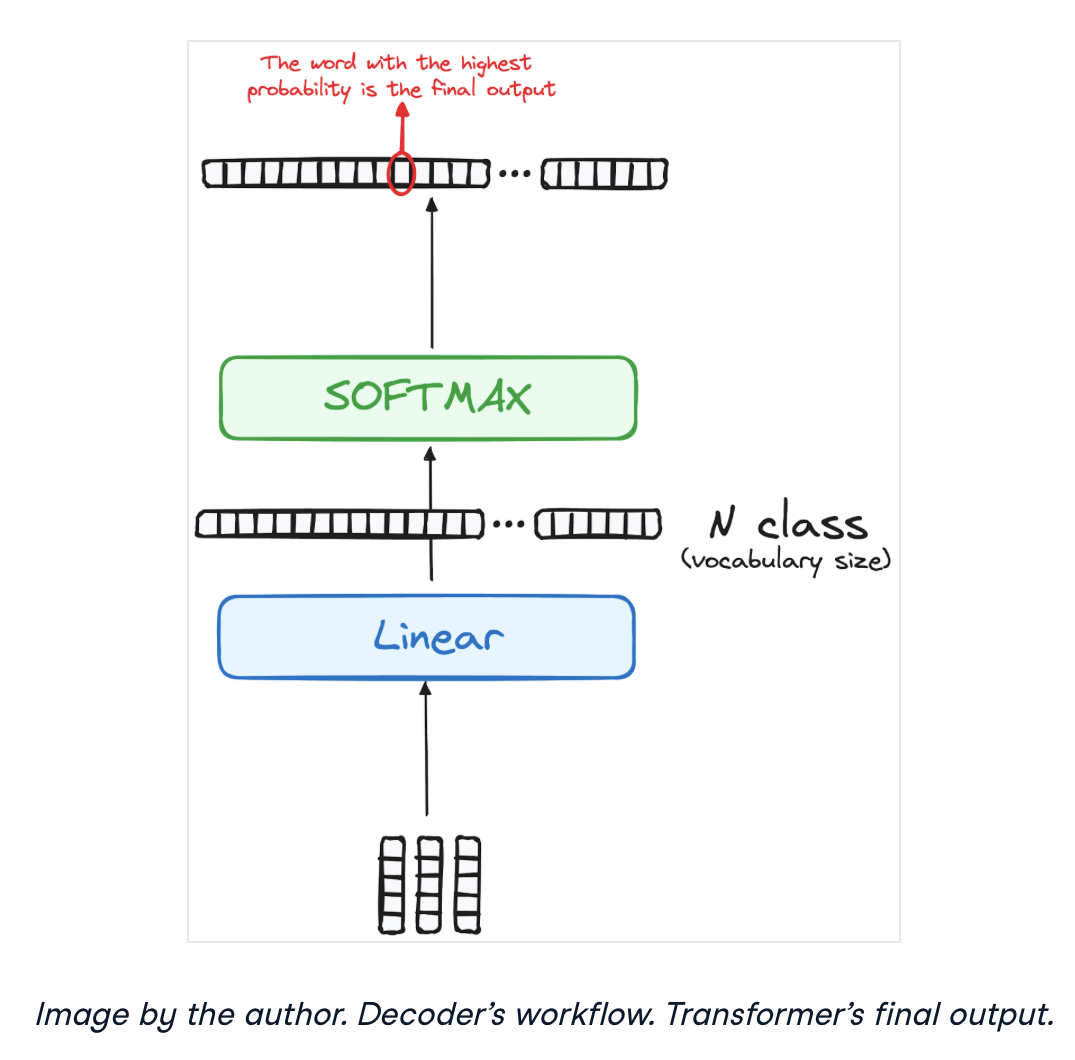 The word with the highest
probability is the final output
SOFTMAX
N class
(vocabulary size)
Linear
Image by the author. Decoder’s workflow. Transformer’s final output.